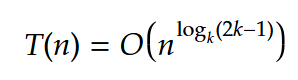 T(n) = O(n^{log_k(2k−1)})